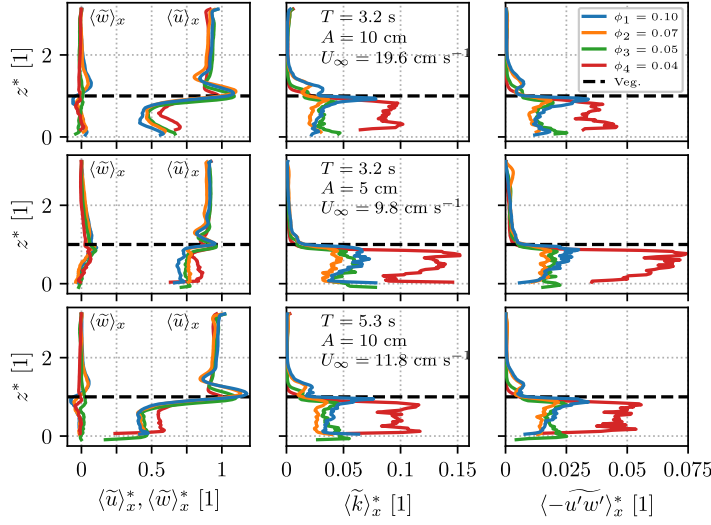 ⟨w̃⟩ₓ ⟨ũ⟩ₓ
T = 3.2 s
A = 10 cm
U∞ = 19.6 cm s⁻¹
ϕ₁ = 0.10
ϕ₂ = 0.07
ϕ₃ = 0.05
ϕ₄ = 0.04
Veg.
z* [1]
2
0
⟨w̃⟩ₓ ⟨ũ⟩ₓ
T = 3.2 s
A = 5 cm
U∞ = 9.8 cm s⁻¹
z* [1]
2
0
⟨w̃⟩ₓ ⟨ũ⟩ₓ
T = 5.3 s
A = 10 cm
U∞ = 11.8 cm s⁻¹
z* [1]
2
0
0 0.5 1
0 0.05 0.1 0.15
0 0.025 0.05 0.075
⟨ũ⟩*ₓ, ⟨w̃⟩*ₓ [1]
⟨k̃⟩*ₓ [1]
⟨−u′w′~⟩*ₓ [1]